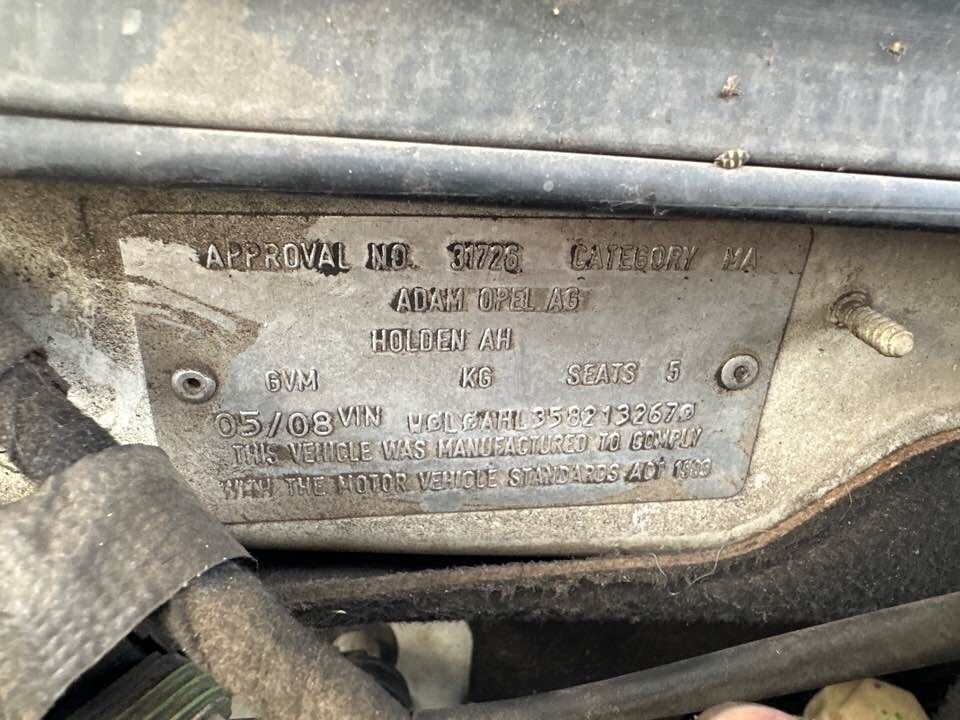 APPROVAL NO. 31726 CATEGORY MA
ADAM OPEL AG
HOLDEN AH
GVM KG SEATS 5
05/08 VIN W0L0AHL3582132670
THIS VEHICLE WAS MANUFACTURED TO COMPLY
WITH THE MOTOR VEHICLE STANDARDS ACT 1989